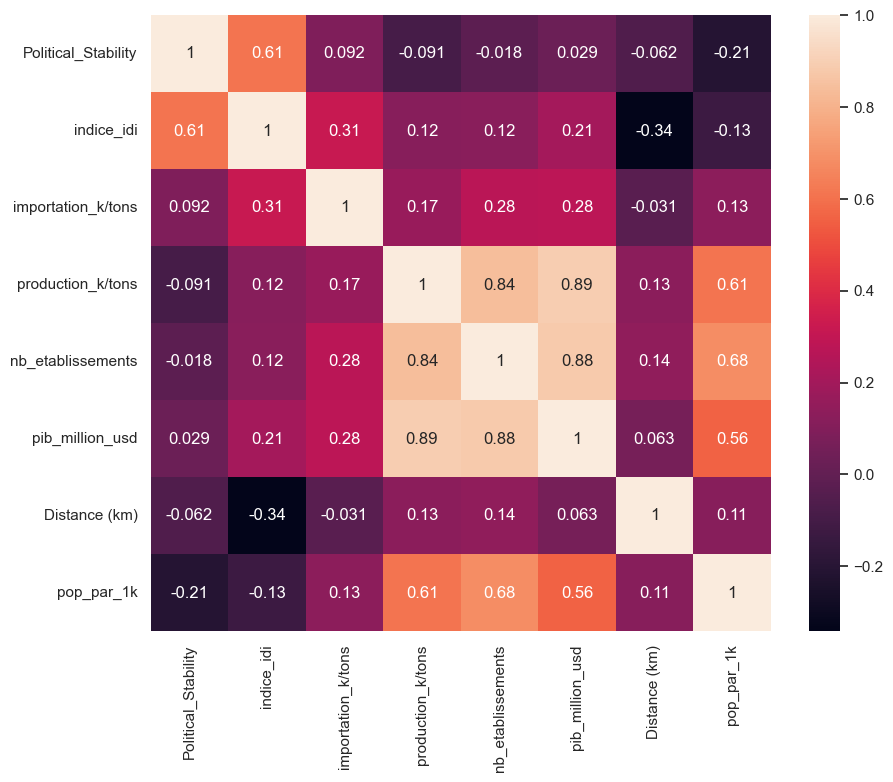 Political_Stability 1 0.61 0.092 -0.091 -0.018 0.029 -0.062 -0.21
indice_idi 0.61 1 0.31 0.12 0.12 0.21 -0.34 -0.13
importation_k/tons 0.092 0.31 1 0.17 0.28 0.28 -0.031 0.13
production_k/tons -0.091 0.12 0.17 1 0.84 0.89 0.13 0.61
nb_etablissements -0.018 0.12 0.28 0.84 1 0.88 0.14 0.68
pib_million_usd 0.029 0.21 0.28 0.89 0.88 1 0.063 0.56
Distance (km) -0.062 -0.34 -0.031 0.13 0.14 0.063 1 0.11
pop_par_1k -0.21 -0.13 0.13 0.61 0.68 0.56 0.11 1
Political_Stability
indice_idi
importation_k/tons
production_k/tons
nb_etablissements
pib_million_usd
Distance (km)
pop_par_1k
1.0
0.8
0.6
0.4
0.2
0.0
-0.2